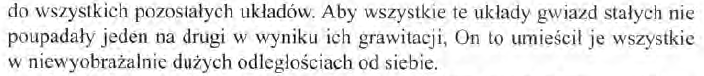 do wszystkich pozostałych układów. Aby wszystkie te układy gwiazd stałych nie
poupadały jeden na drugi w wyniku ich grawitacji, On to umieścił je wszystkie
w niewyobrażalnie dużych odległościach od siebie.